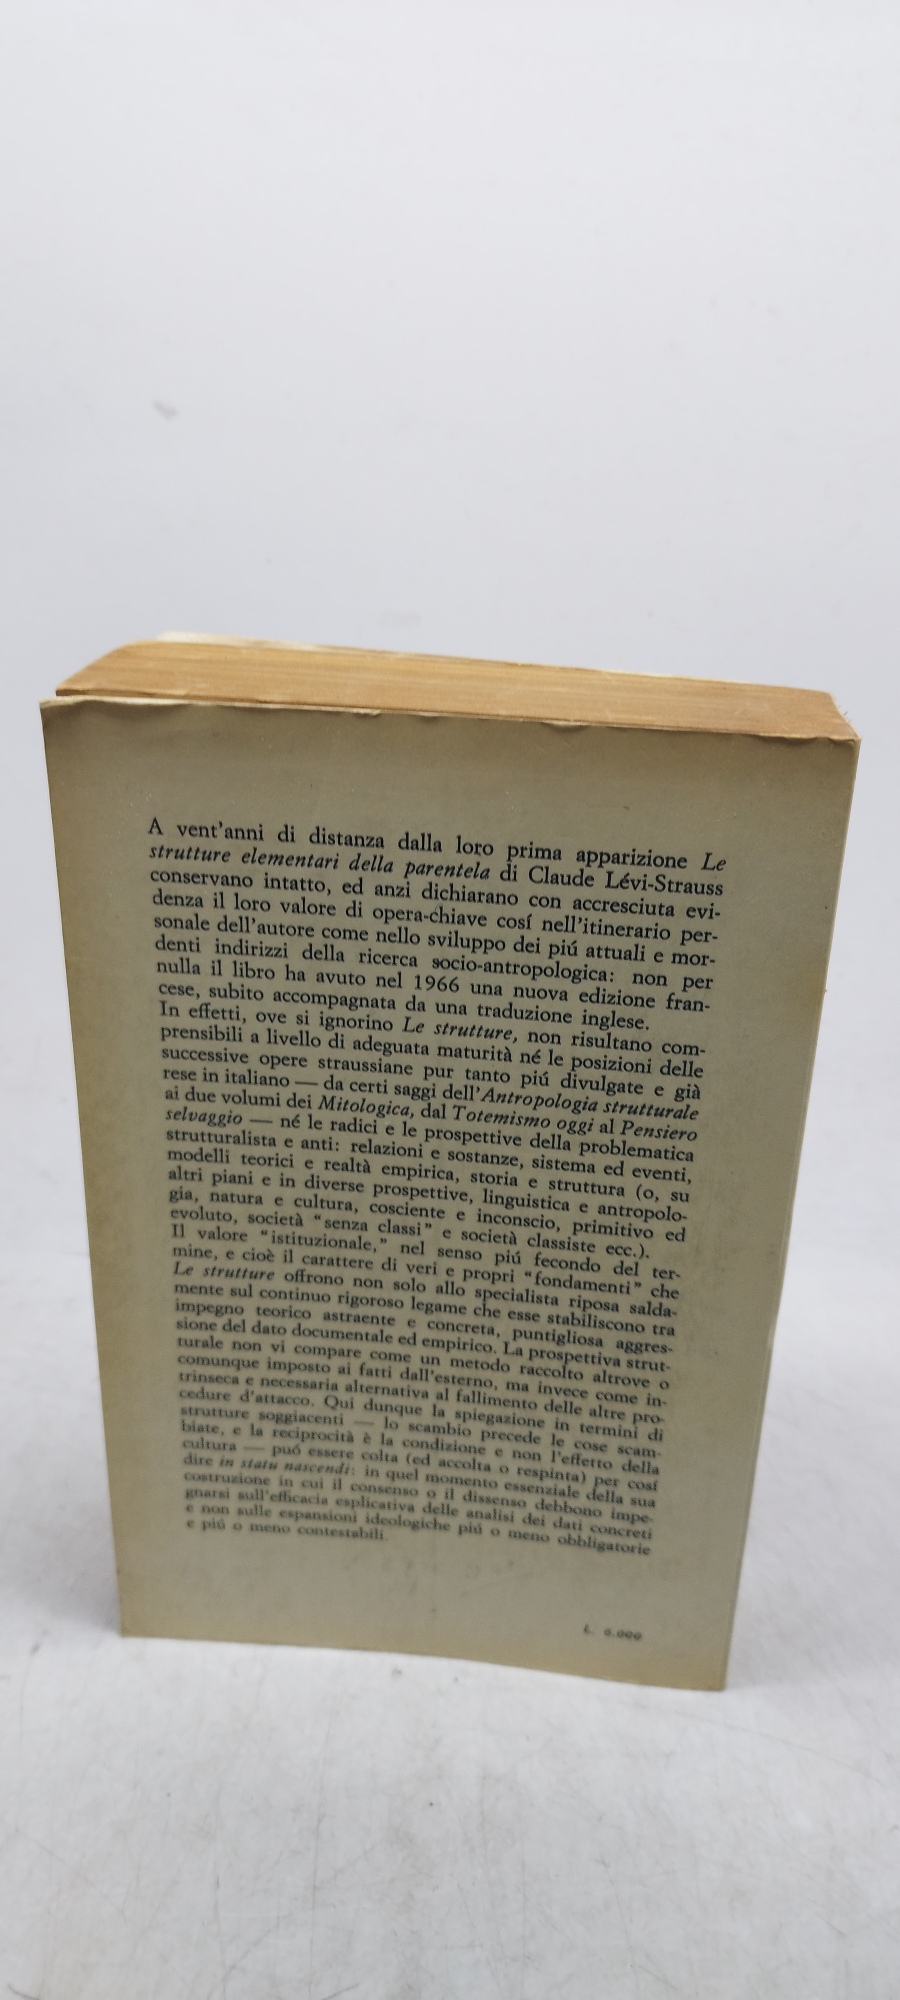 A vent'anni di distanza dalla loro prima apparizione Le
strutture elementari della parentela di Claude Lévi-Strauss
conservano intatto, ed anzi dichiarano con accresciuta evi-
denza il loro valore di opera-chiave cosí nell'itinerario per-
sonale dell'autore come nello sviluppo dei piú attuali e mor-
denti indirizzi della ricerca socio-antropologica: non per
nulla il libro ha avuto nel 1966 una nuova edizione fran-
cese, subito accompagnata da una traduzione inglese.
In effetti, ove si ignorino Le strutture, non risultano com-
prensibili a livello di adeguata maturità né le posizioni delle
successive opere straussiane pur tanto piú divulgate e già
rese in italiano — da certi saggi dell'Antropologia strutturale
ai due volumi dei Mitologica, dal Totemismo oggi al Pensiero
selvaggio — né le radici e le prospettive della problematica
strutturalista e anti: relazioni e sostanze, sistema ed eventi,
modelli teorici e realtà empirica, storia e struttura (o, su
altri piani e in diverse prospettive, linguistica e antropolo-
gia, natura e cultura, cosciente e inconscio, primitivo ed
evoluto, società "senza classi" e società classiste ecc.).
Il valore "istituzionale," nel senso piú fecondo del ter-
mine, e cioè il carattere di veri e propri "fondamenti" che
Le strutture offrono non solo allo specialista riposa salda-
mente sul continuo rigoroso legame che esse stabiliscono tra
impegno teorico astraente e concreta, puntigliosa aggres-
sione del dato documentale ed empirico. La prospettiva strut-
turale non vi compare come un metodo raccolto altrove o
comunque imposto ai fatti dall'esterno, ma invece come in-
trinseca e necessaria alternativa al fallimento delle altre pro-
cedure d'attacco. Qui dunque la spiegazione in termini di
strutture soggiacenti — lo scambio precede le cose scam-
biate, e la reciprocità è la condizione e non l'effetto della
cultura — puó essere colta (ed accolta o respinta) per cosí
dire in statu nascendi: in quel momento essenziale della sua
costruzione in cui il consenso o il dissenso debbono impe-
gnarsi sull'efficacia esplicativa delle analisi dei dati concreti
e non sulle espansioni ideologiche piú o meno obbligatorie
e piú o meno contestabili.
L. 6.000